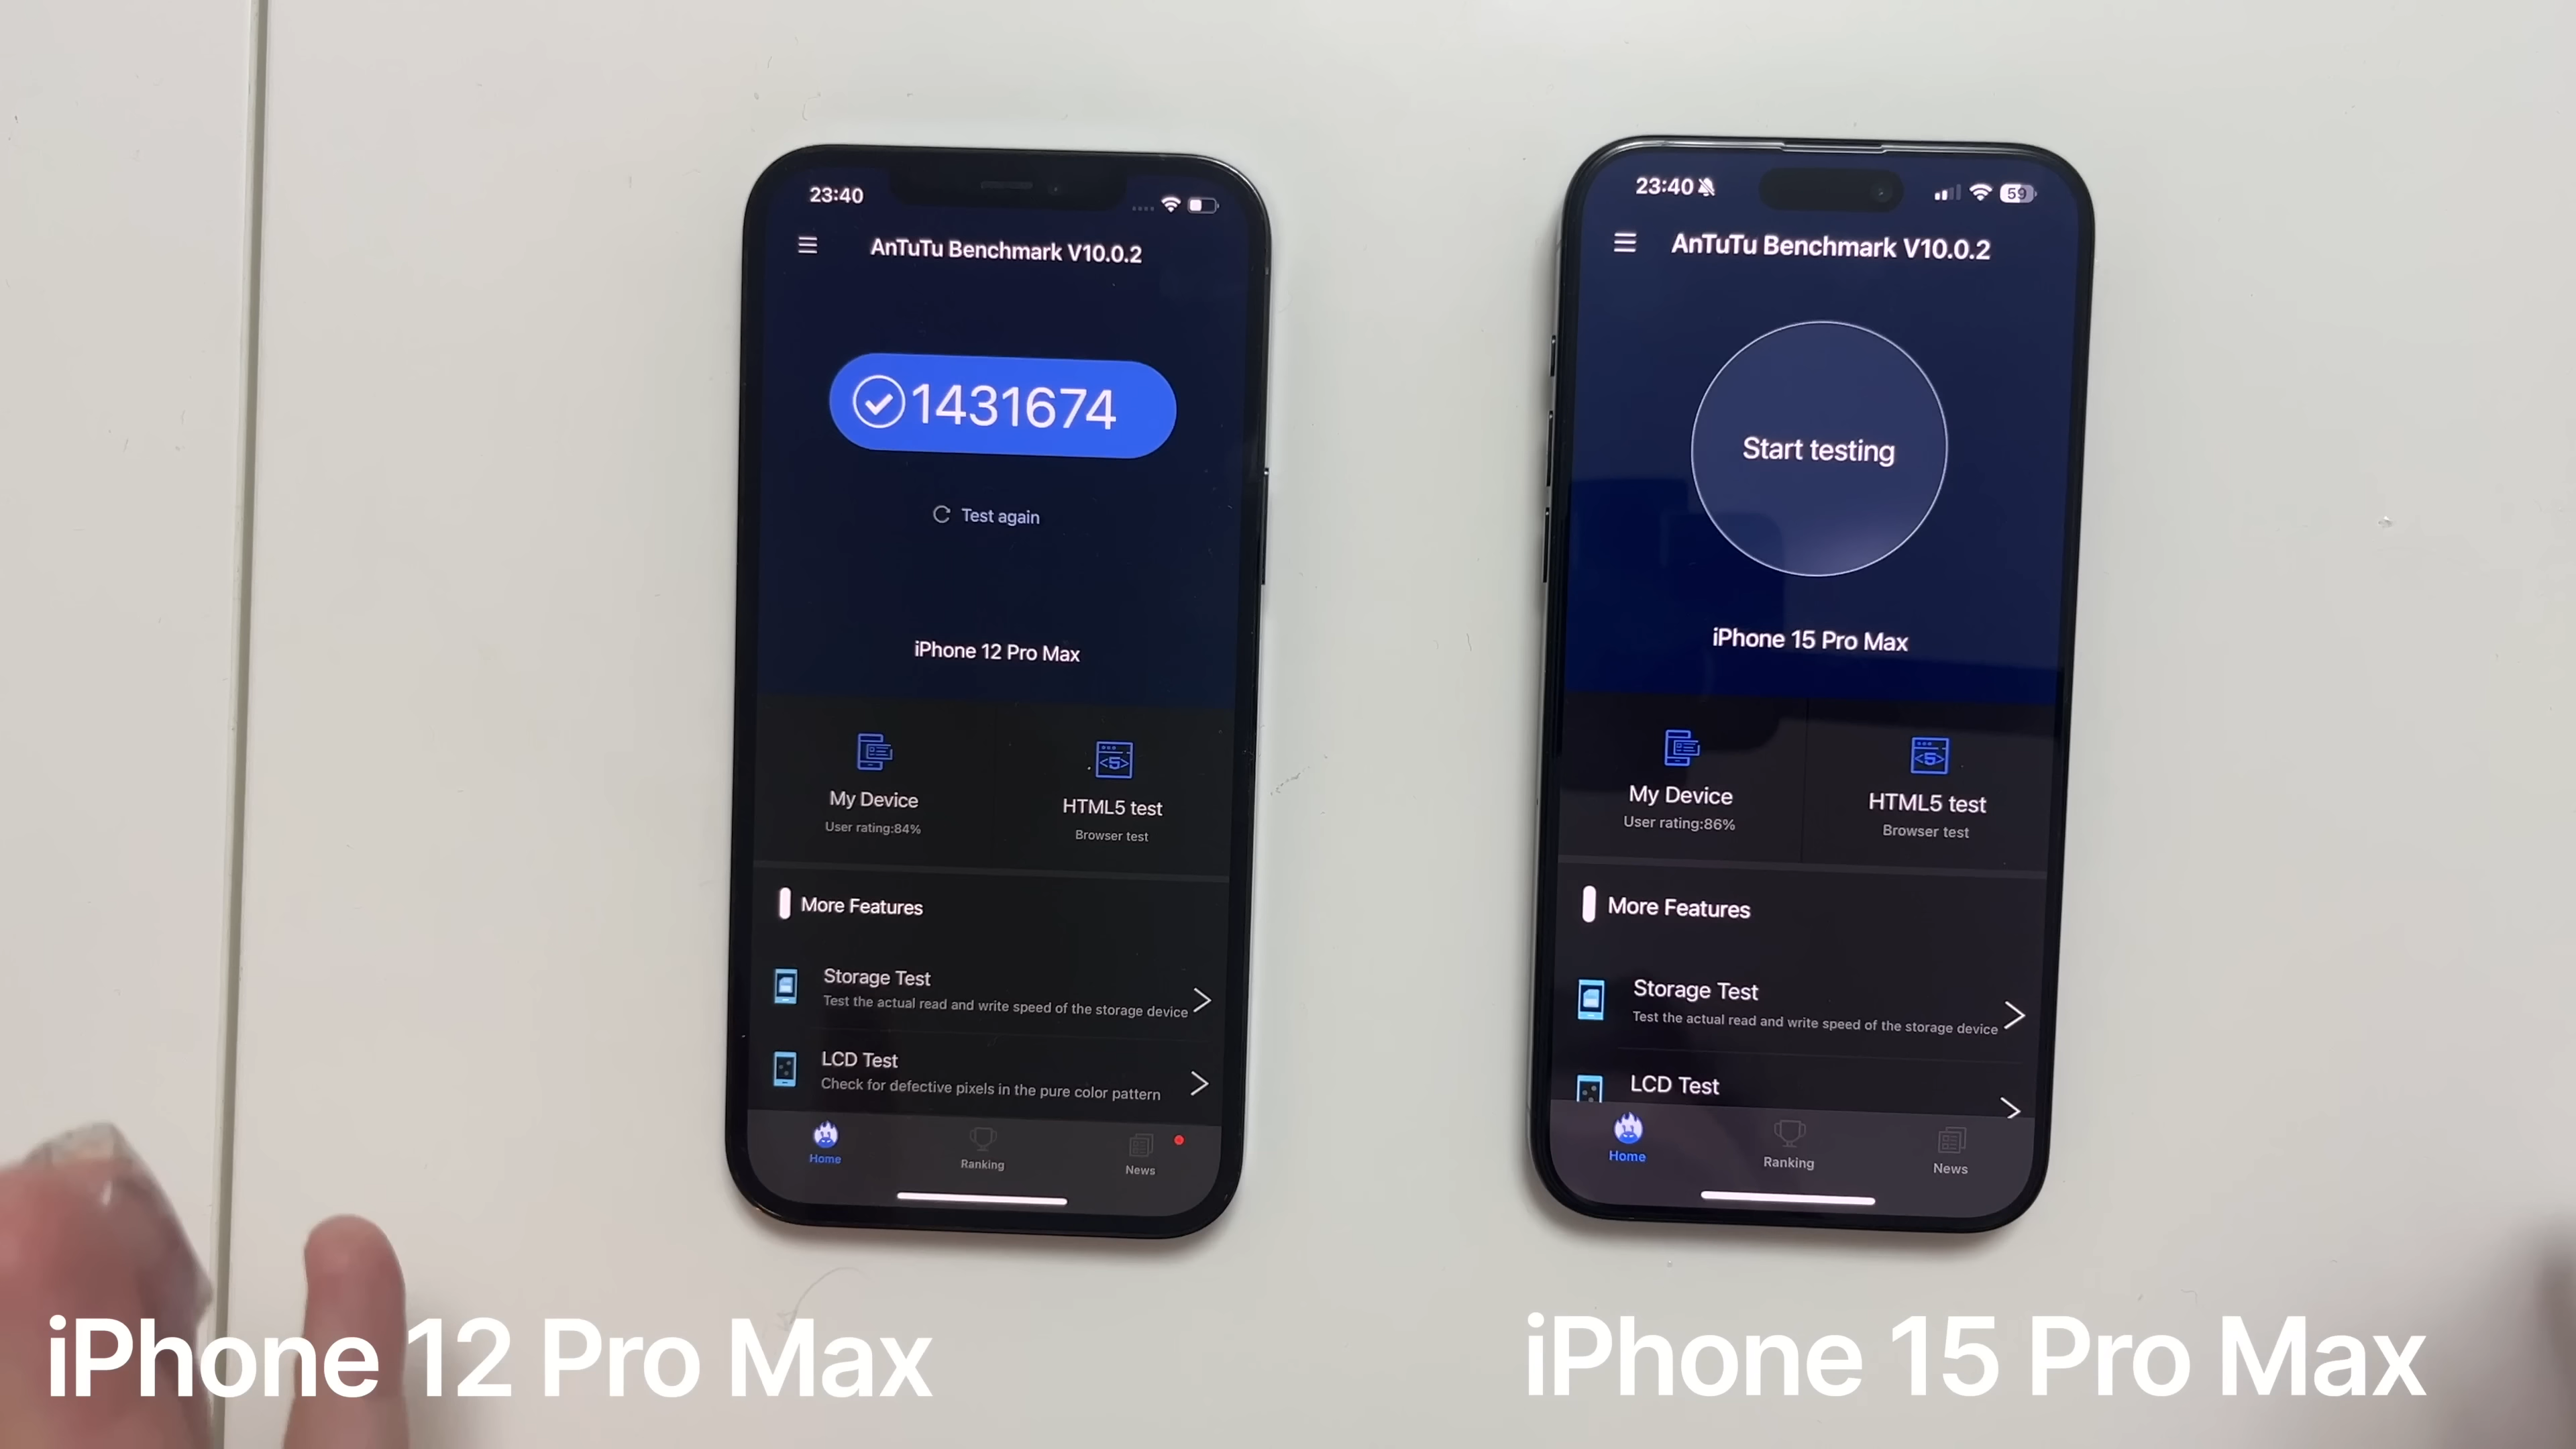 23:40
AnTuTu Benchmark V10.0.2
1431674
Test again
iPhone 12 Pro Max
My Device
User rating:84%
HTML5 test
Browser test
More Features
Storage Test
Test the actual read and write speed of the storage device
LCD Test
Check for defective pixels in the pure color pattern
Home
Ranking
News
23:40
59
AnTuTu Benchmark V10.0.2
Start testing
iPhone 15 Pro Max
My Device
User rating:86%
HTML5 test
Browser test
More Features
Storage Test
Test the actual read and write speed of the storage device
LCD Test
Home
Ranking
News
iPhone 12 Pro Max
iPhone 15 Pro Max